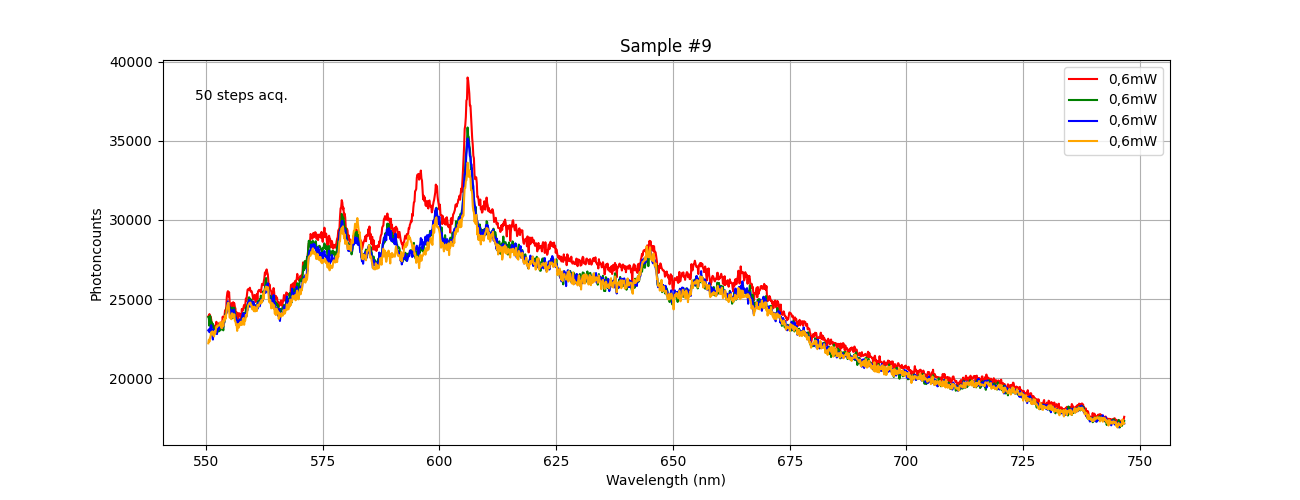 Sample #9
40000
35000
30000
25000
20000
Photoncounts
50 steps acq.
0,6mW
0,6mW
0,6mW
0,6mW
550
575
600
625
650
675
700
725
750
Wavelength (nm)